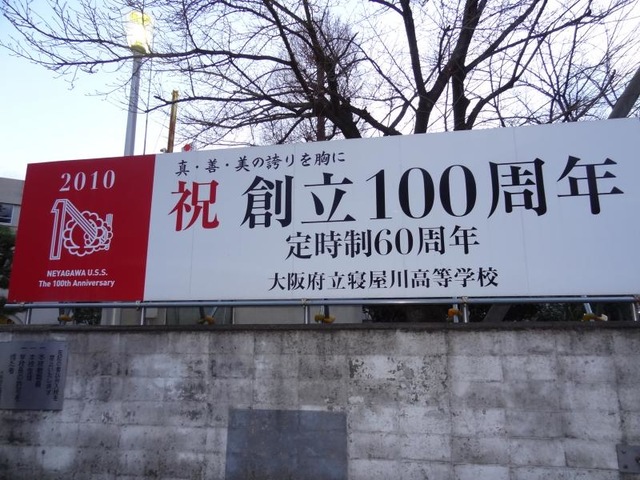 2010
NEYAGAWA U.S.S.
The 100th Anniversary
真・善・美の誇りを胸に
祝 創立100周年
定時制60周年
大阪府立寝屋川高等学校